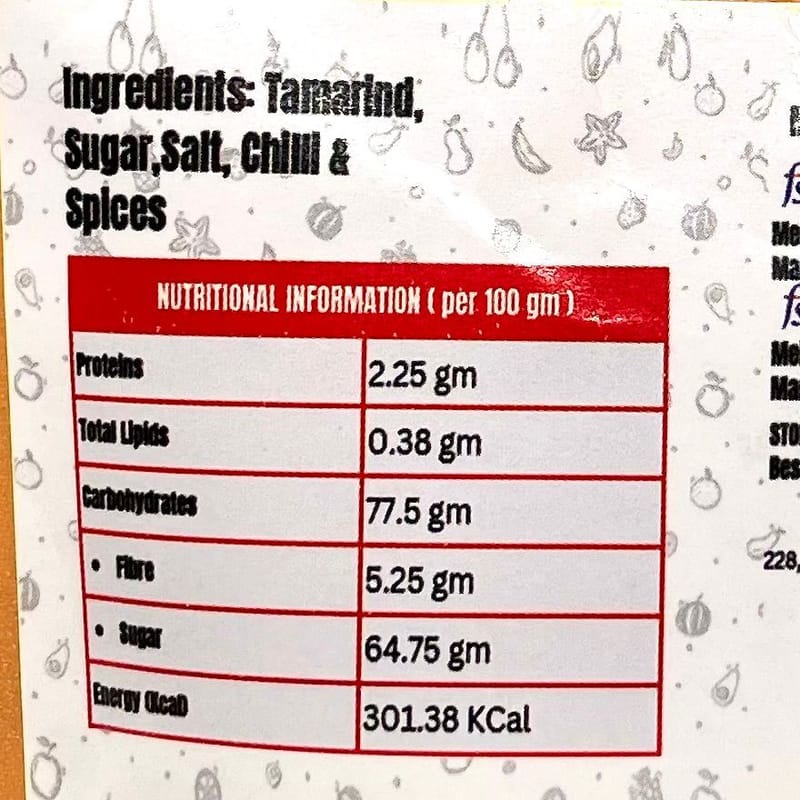 Ingredients: Tamarind,
Sugar,Salt, Chilli &
Spices
NUTRITIONAL INFORMATION ( per 100 gm )
Proteins 2.25 gm
Total Lipids 0.38 gm
Carbohydrates 77.5 gm
• Fibre 5.25 gm
• Sugar 64.75 gm
Energy (Kcal) 301.38 KCal
228,